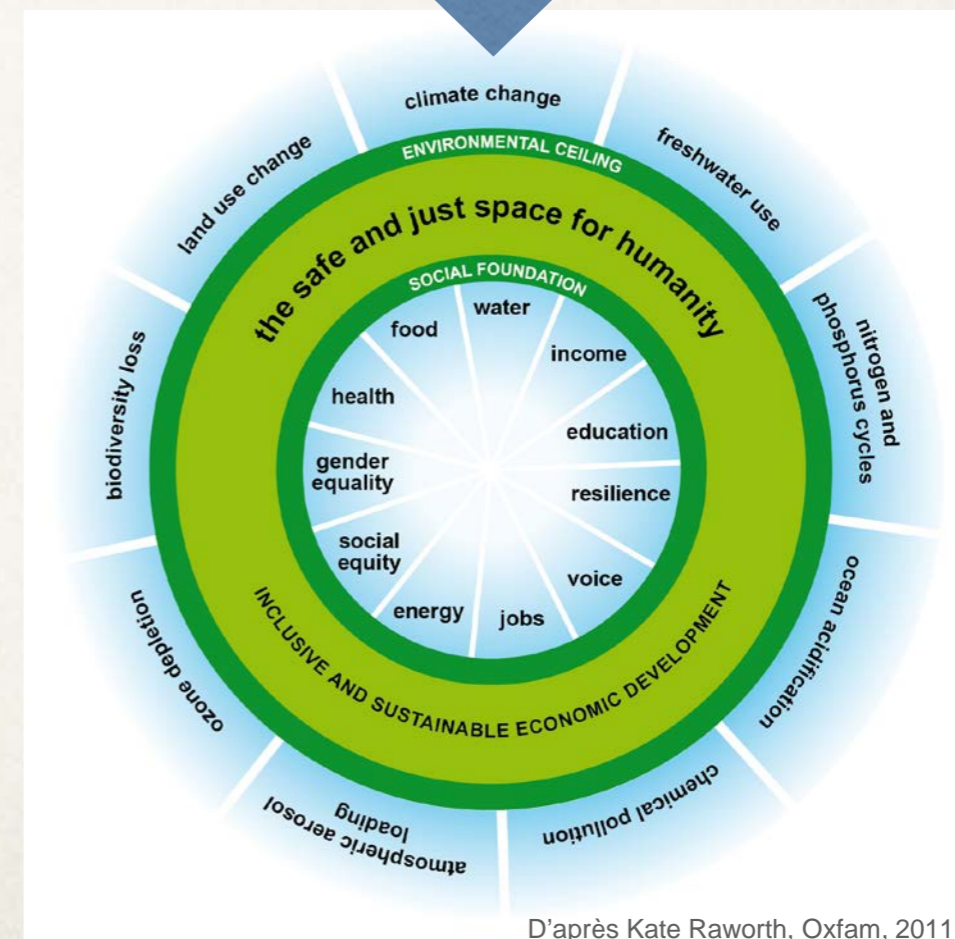 climate change
freshwater use
nitrogen and
phosphorus cycles
ocean acidification
chemical pollution
atmospheric aerosol
loading
ozone depletion
biodiversity loss
land use change
ENVIRONMENTAL CEILING
the safe and just space for humanity
SOCIAL FOUNDATION
water
income
education
resilience
voice
jobs
energy
social
equity
gender
equality
health
food
INCLUSIVE AND SUSTAINABLE ECONOMIC DEVELOPMENT
D'après Kate Raworth, Oxfam, 2011